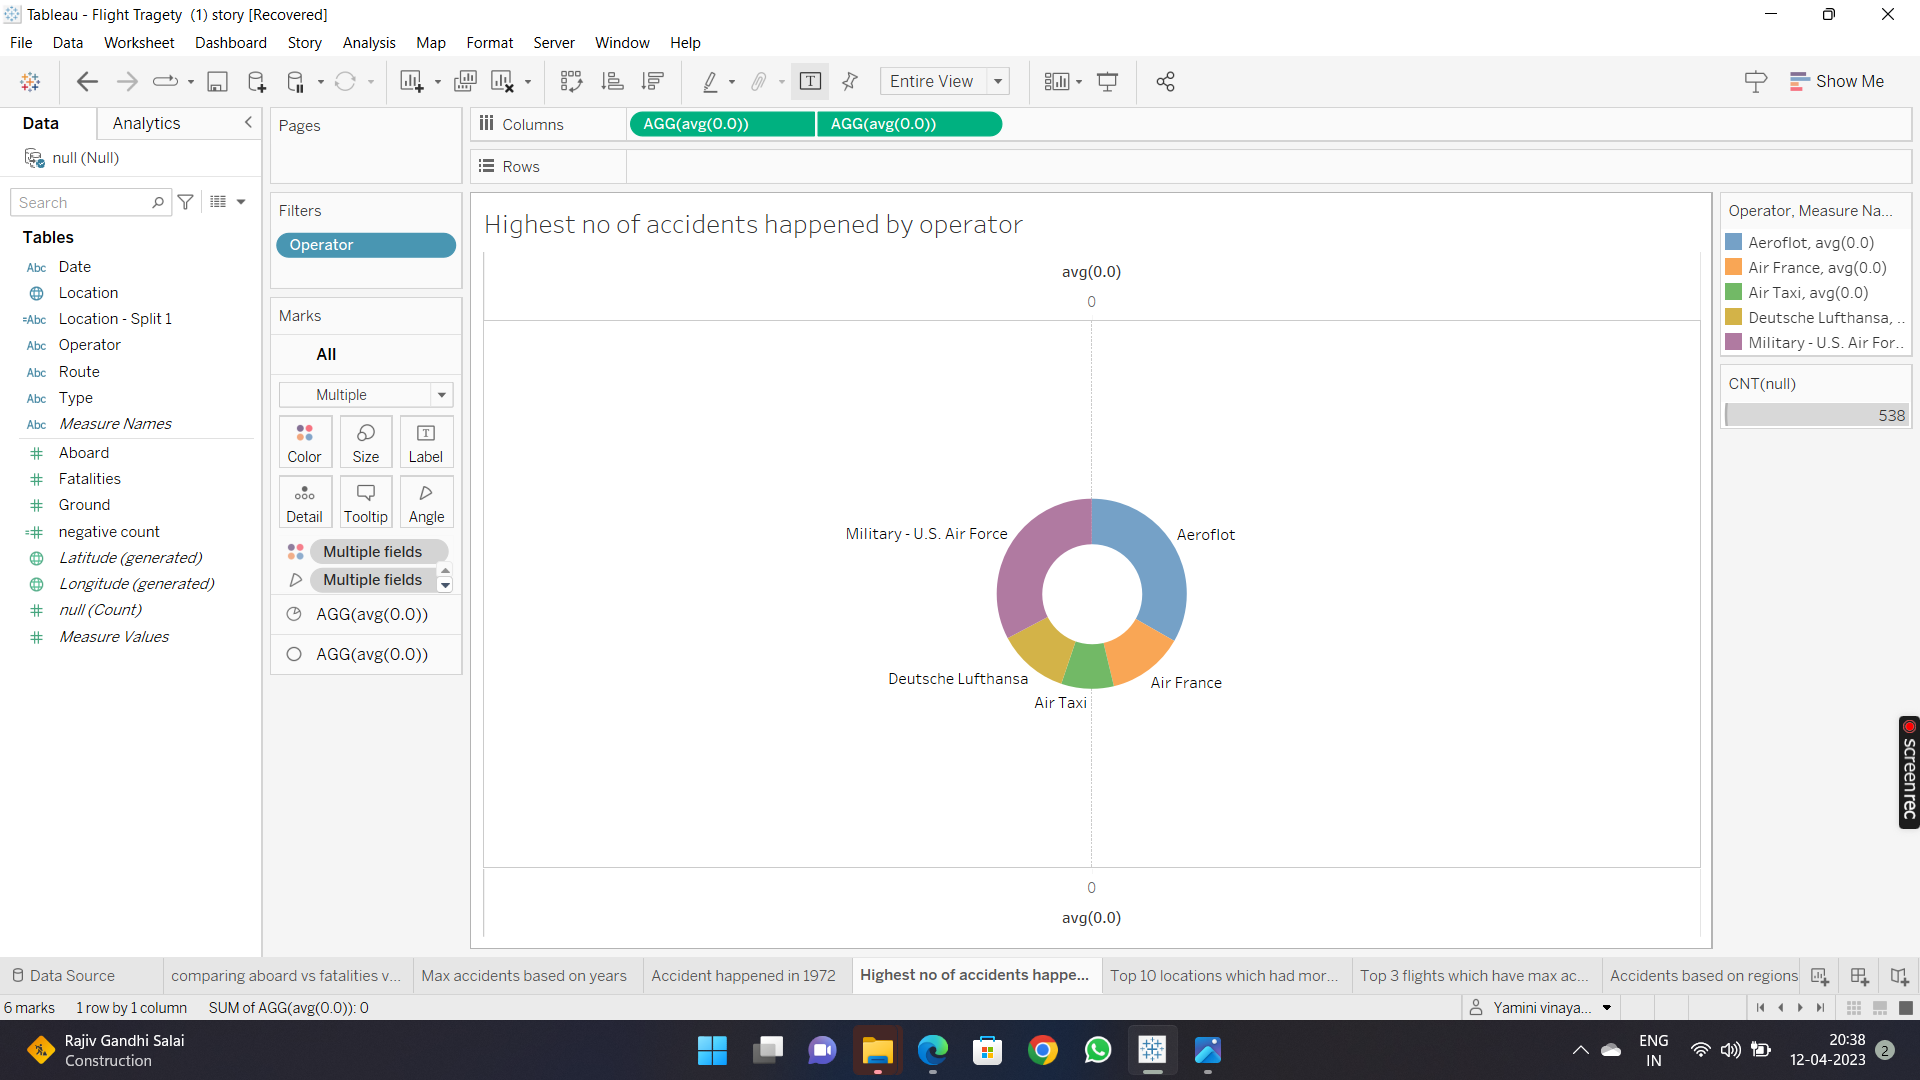 Tableau - Flight Tragety  (1) story [Recovered]
File Data Worksheet Dashboard Story Analysis Map Format Server Window Help
Entire View
Show Me
Data Analytics
null (Null)
Search
Tables
Abc Date
Location
=Abc Location - Split 1
Abc Operator
Abc Route
Abc Type
Abc Measure Names
Aboard
Fatalities
Ground
negative count
Latitude (generated)
Longitude (generated)
null (Count)
Measure Values
Pages
Filters
Operator
Marks
All
Multiple
Color Size Label
Detail Tooltip Angle
Multiple fields
Multiple fields
AGG(avg(0.0))
AGG(avg(0.0))
Columns AGG(avg(0.0)) AGG(avg(0.0))
Rows
Highest no of accidents happened by operator
avg(0.0)
0
Military - U.S. Air Force
Aeroflot
Deutsche Lufthansa
Air France
Air Taxi
0
avg(0.0)
Operator, Measure Na...
Aeroflot, avg(0.0)
Air France, avg(0.0)
Air Taxi, avg(0.0)
Deutsche Lufthansa, ..
Military - U.S. Air For..
CNT(null)
538
screenrec
Data Source comparing aboard vs fatalities v... Max accidents based on years Accident happened in 1972 Highest no of accidents happe... Top 10 locations which had mor... Top 3 flights which have max ac... Accidents based on regions
6 marks 1 row by 1 column SUM of AGG(avg(0.0)): 0 Yamini vinaya...
Rajiv Gandhi Salai
Construction
ENG
IN
20:38
12-04-2023
2